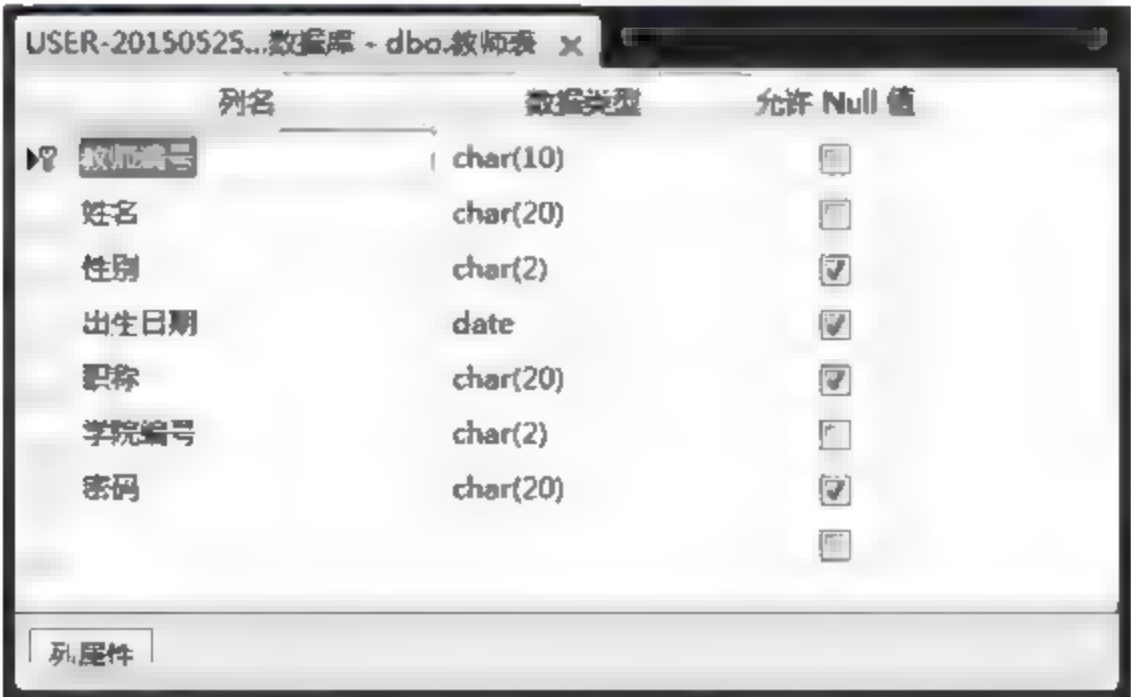 USER-20150525...数据库 - dbo.教师表 ×
列名 数据类型 允许 Null 值
教师编号 char(10)
姓名 char(20)
性别 char(2)
出生日期 date
职称 char(20)
学院编号 char(2)
密码 char(20)
列属性